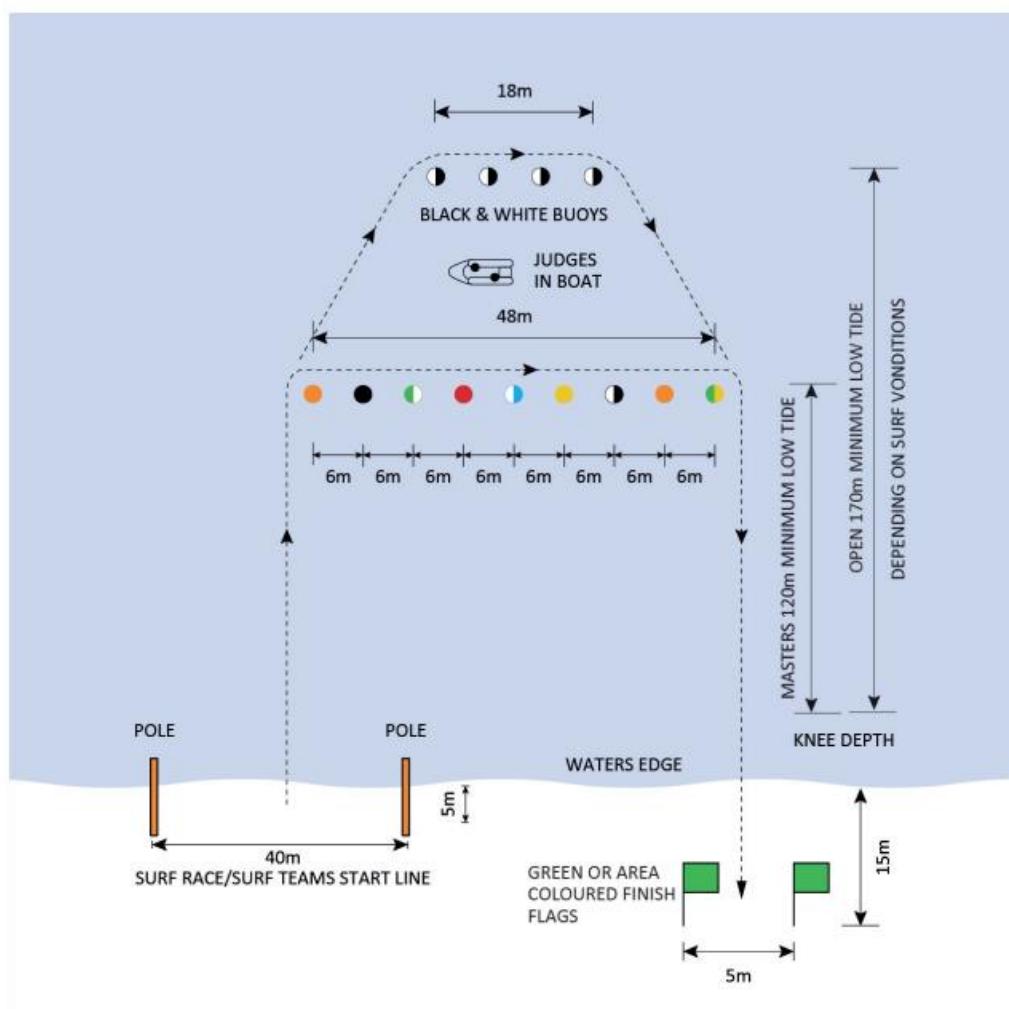 18m
BLACK & WHITE BUOYS
JUDGES
IN BOAT
48m
6m 6m 6m 6m 6m 6m 6m 6m
MASTERS 120m MINIMUM LOW TIDE
OPEN 170m MINIMUM LOW TIDE
DEPENDING ON SURF VONDITIONS
KNEE DEPTH
POLE
POLE
WATERS EDGE
5m
40m
SURF RACE/SURF TEAMS START LINE
GREEN OR AREA
COLOURED FINISH
FLAGS
15m
5m